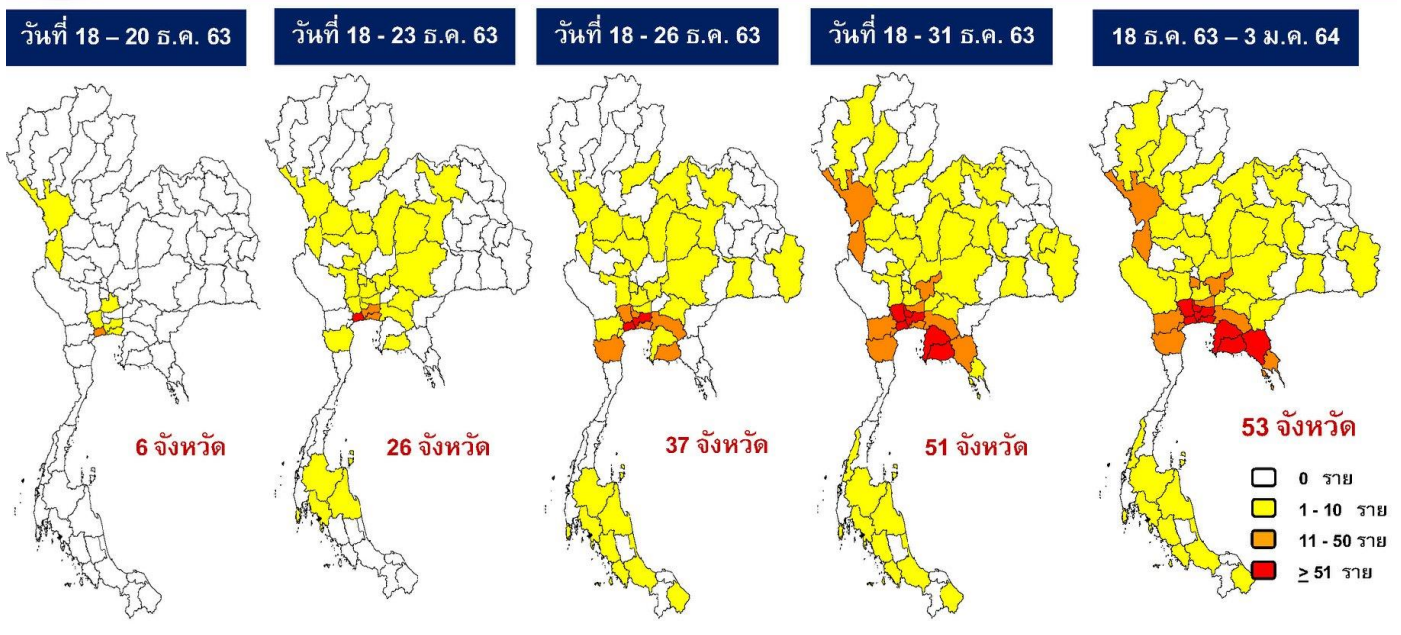 วันที่ 18 – 20 ธ.ค. 63
วันที่ 18 - 23 ธ.ค. 63
วันที่ 18 - 26 ธ.ค. 63
วันที่ 18 - 31 ธ.ค. 63
18 ธ.ค. 63 – 3 ม.ค. 64
6 จังหวัด
26 จังหวัด
37 จังหวัด
51 จังหวัด
53 จังหวัด
0 ราย
1 - 10 ราย
11 - 50 ราย
≥ 51 ราย